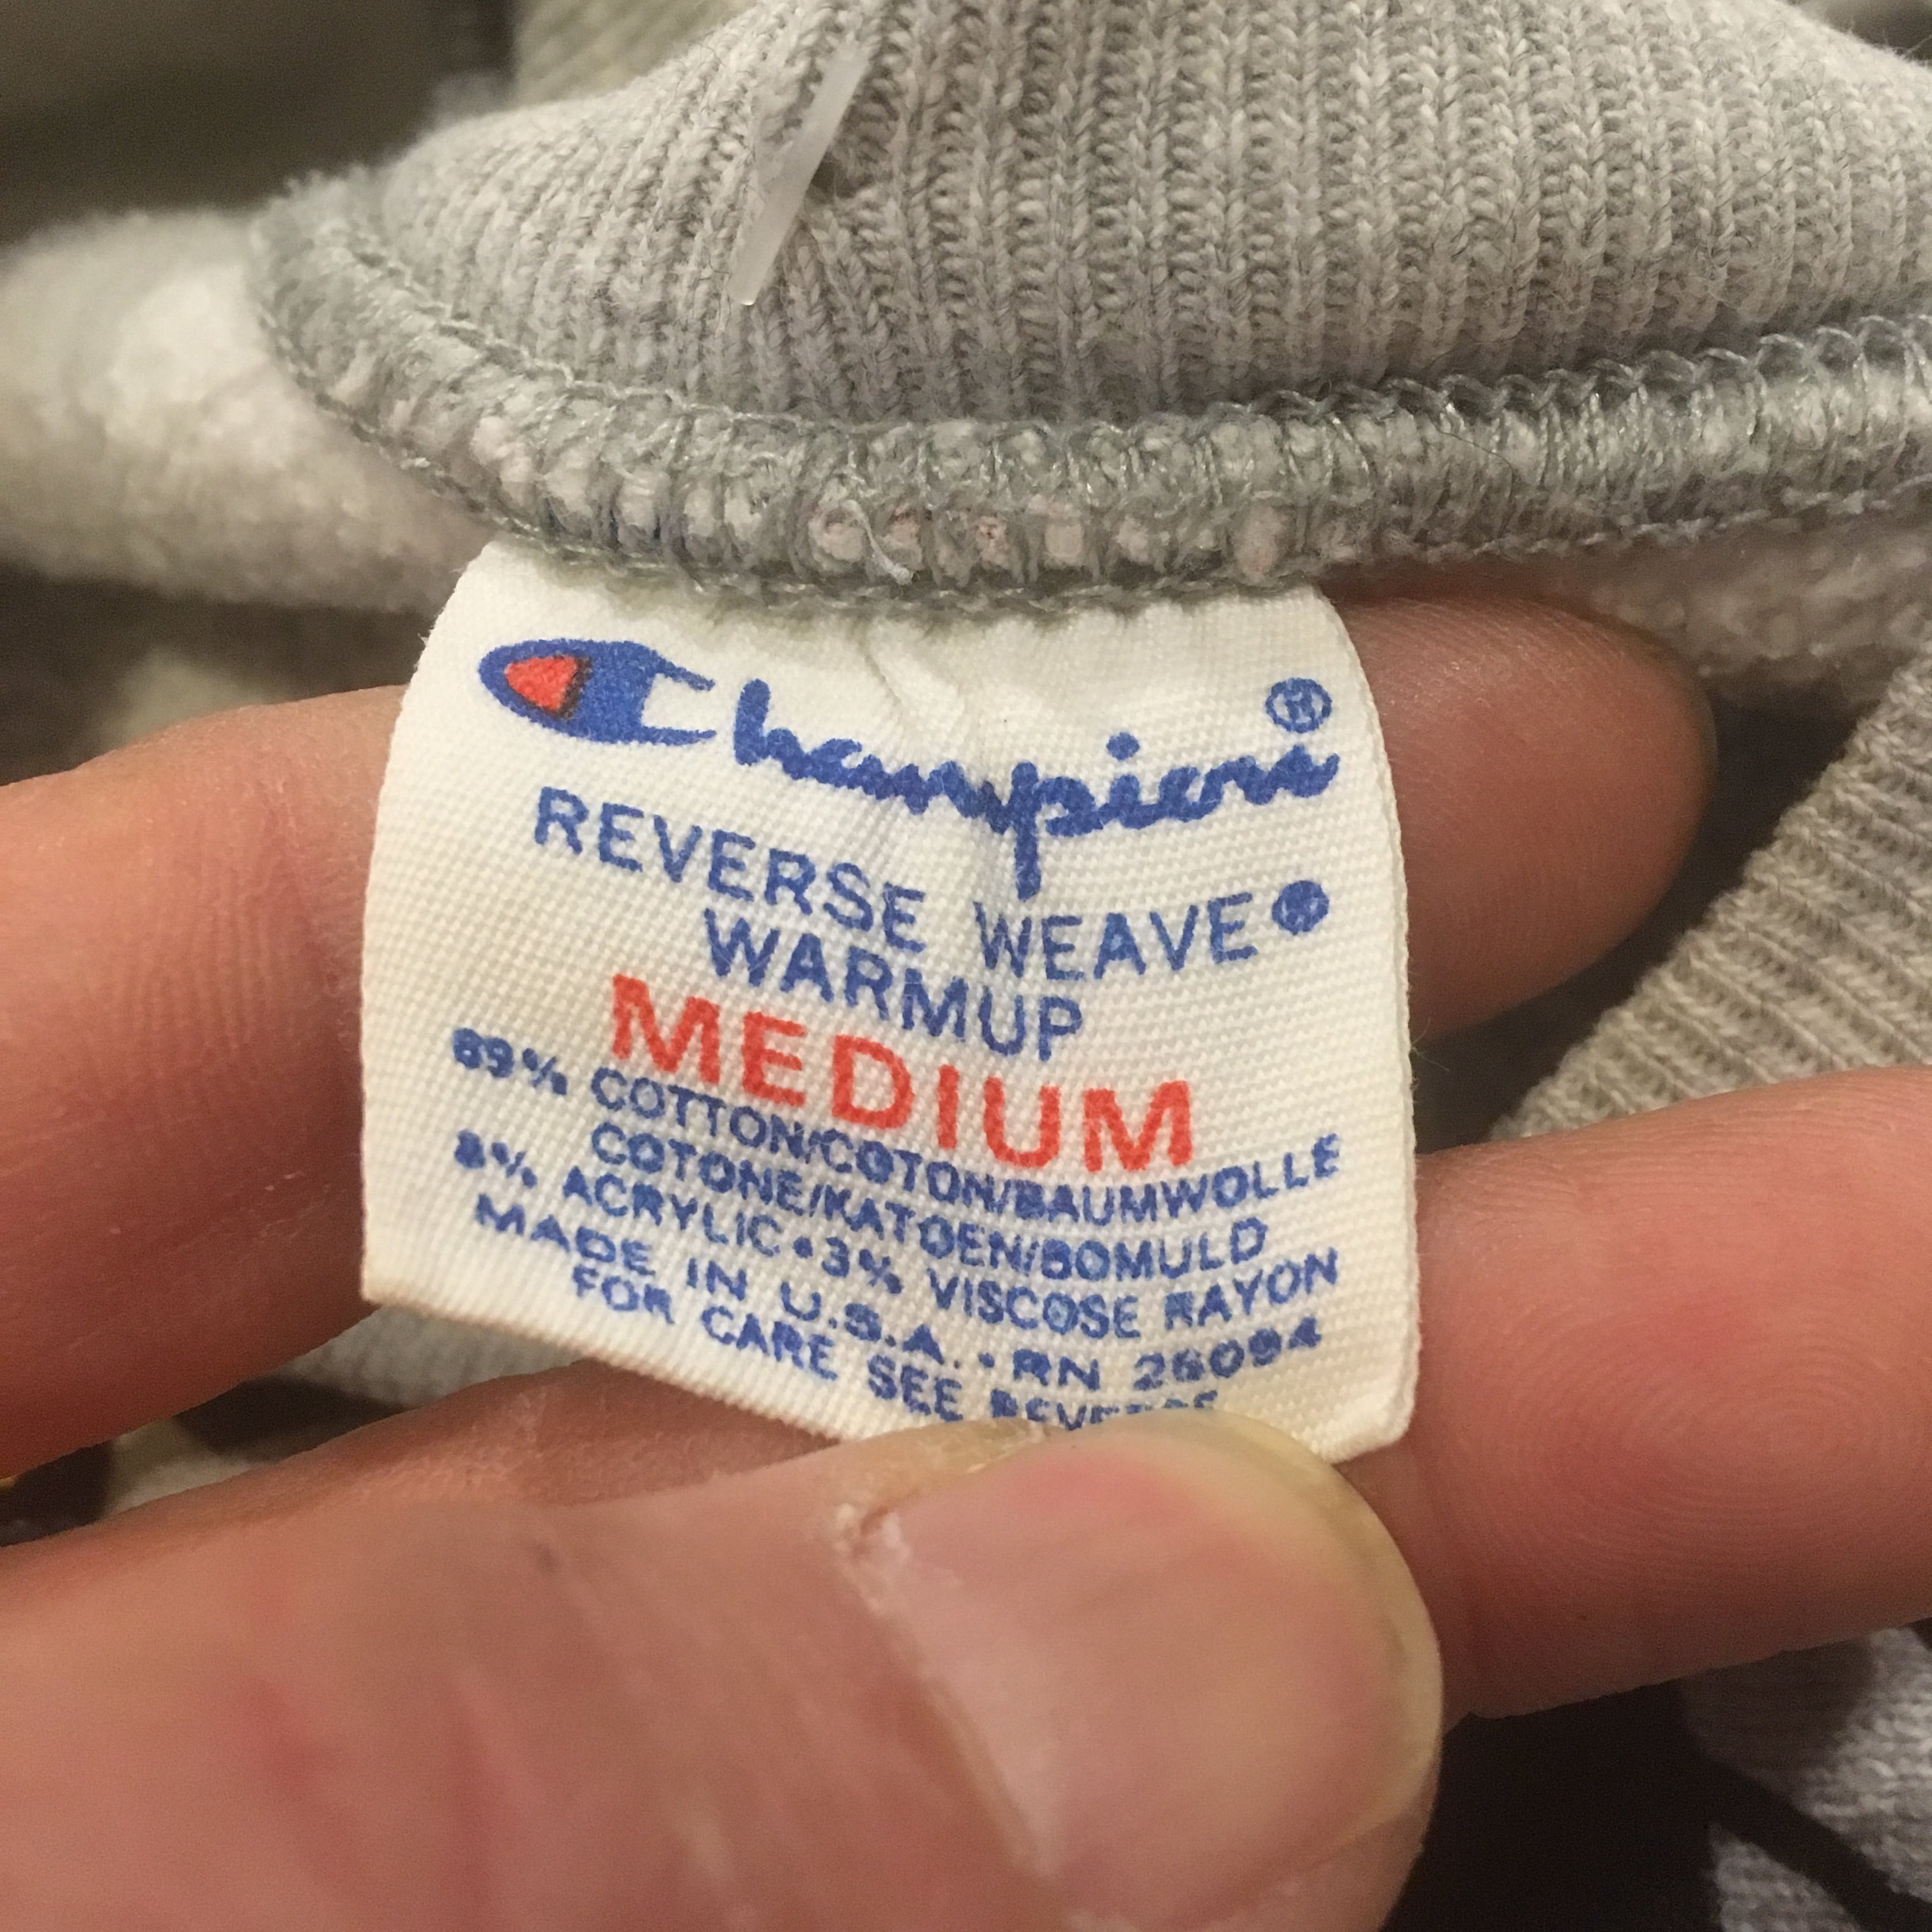 Champion®
REVERSE WEAVE®
WARMUP
MEDIUM
89% COTTON/COTON/BAUMWOLLE
COTONE/KATOEN/BOMULD
8% ACRYLIC • 3% VISCOSE RAYON
MADE IN U.S.A. • RN 26094
FOR CARE SEE REVERSE